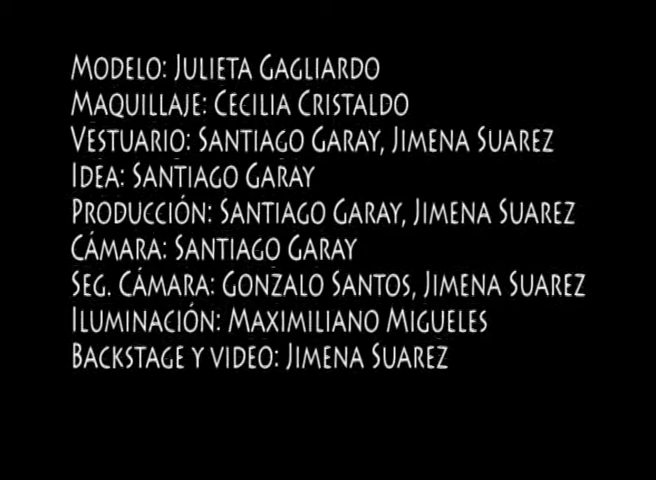 Modelo: Julieta Gagliardo
Maquillaje: Cecilia Cristaldo
Vestuario: Santiago Garay, Jimena Suarez
Idea: Santiago Garay
Producción: Santiago Garay, Jimena Suarez
Cámara: Santiago Garay
Seg. Cámara: Gonzalo Santos, Jimena Suarez
Iluminación: Maximiliano Migueles
Backstage y video: Jimena Suarez